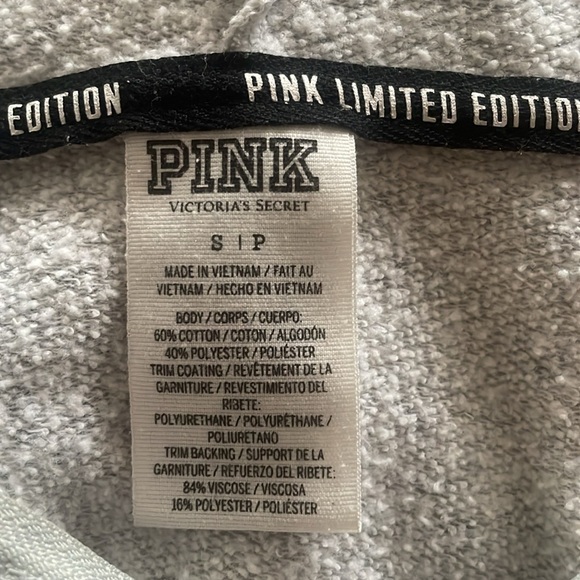 EDITION PINK LIMITED EDITION
PINK
VICTORIA'S SECRET
S | P
MADE IN VIETNAM / FAIT AU
VIETNAM / HECHO EN VIETNAM
BODY / CORPS / CUERPO:
60% COTTON / COTON / ALGODÓN
40% POLYESTER / POLIÉSTER
TRIM COATING / REVÊTEMENT DE LA
GARNITURE / REVESTIMIENTO DEL
RIBETE:
POLYURETHANE / POLYURÉTHANE /
POLIURETANO
TRIM BACKING / SUPPORT DE LA
GARNITURE / REFUERZO DEL RIBETE:
84% VISCOSE / VISCOSA
16% POLYESTER / POLIÉSTER